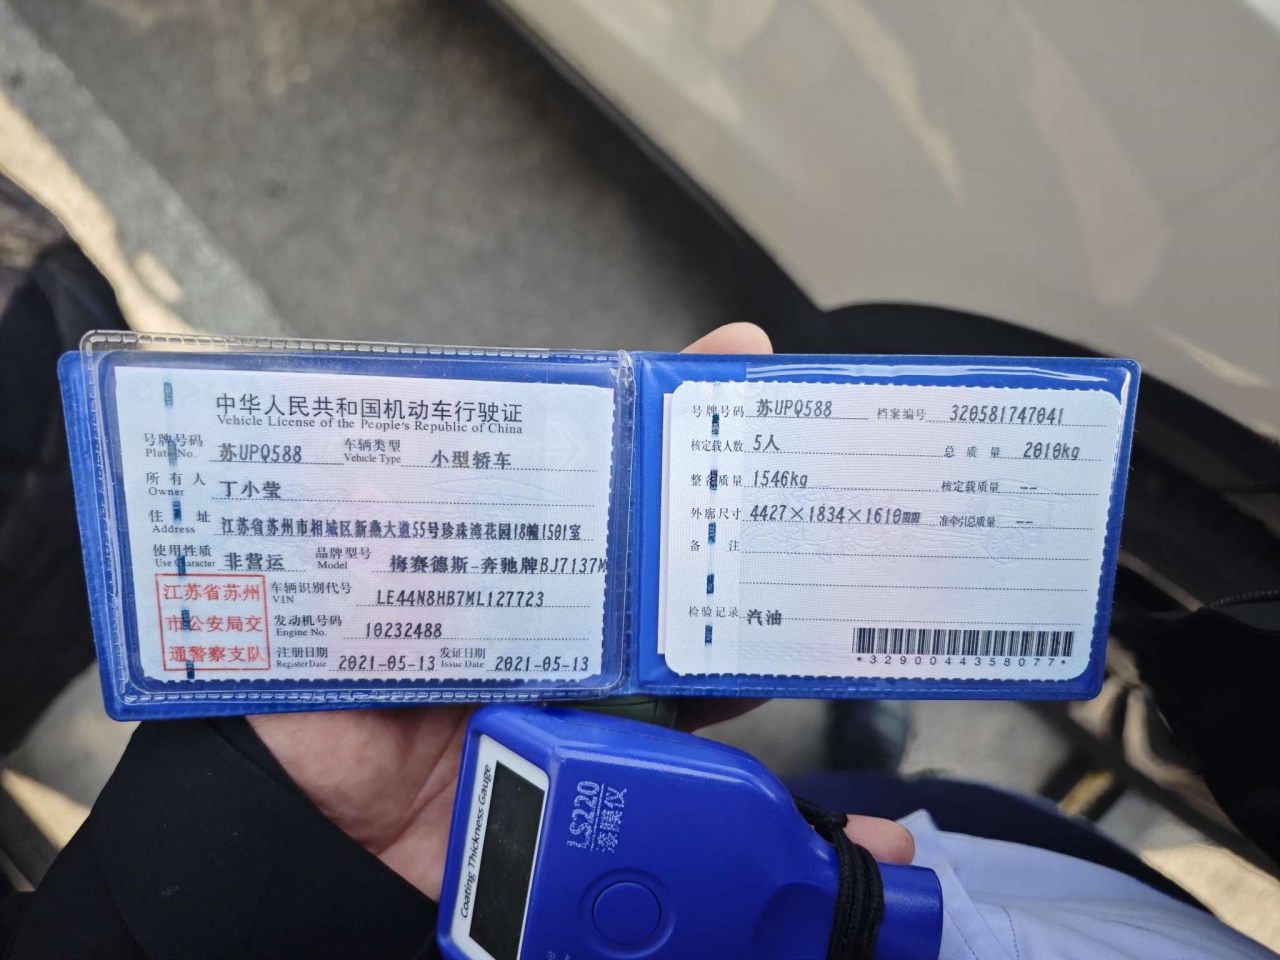 中华人民共和国机动车行驶证
Vehicle License of the People's Republic of China
号牌号码 苏UPQ588 车辆类型 小型轿车
Plate No. Vehicle Type
所有人 丁小莹
Owner
住址 江苏省苏州市相城区新燕大道55号珍珠湾花园18幢1501室
Address
使用性质 非营运 品牌型号 梅赛德斯-奔驰牌BJ7137M
Use Character Model
江苏省苏州
市公安局交
通警察支队
车辆识别代号 LE44N8HB7ML127723
VIN
发动机号码 10232488
Engine No.
注册日期 2021-05-13 发证日期 2021-05-13
Register Date Issue Date
号牌号码 苏UPQ588 档案编号 320581747041
核定载人数 5人 总质量 2010kg
整备质量 1546kg 核定载质量 --
外廓尺寸 4427×1834×1610mm 准牵引总质量 --
备注
检验记录 汽油
*3290044358077*
Coating Thickness Gauge
LS220
漆膜仪